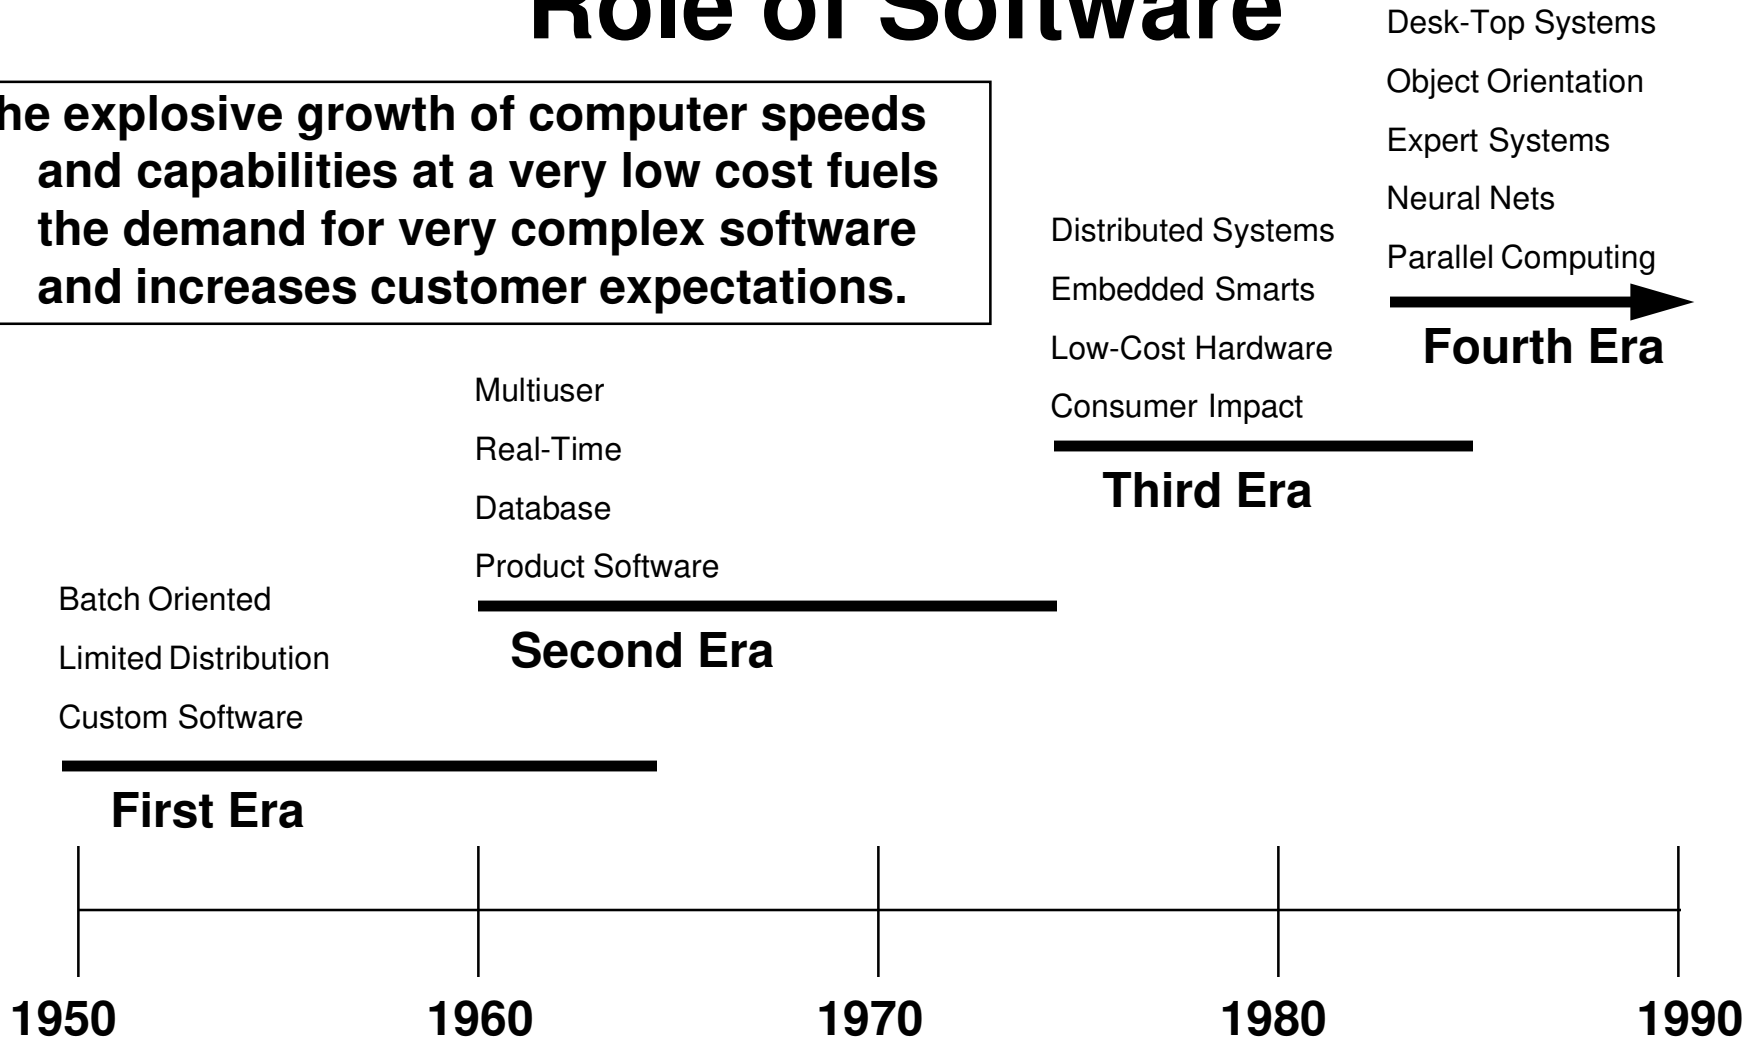 Role of Software
he explosive growth of computer speeds
and capabilities at a very low cost fuels
the demand for very complex software
and increases customer expectations.
Desk-Top Systems
Object Orientation
Expert Systems
Neural Nets
Parallel Computing
Fourth Era
Distributed Systems
Embedded Smarts
Low-Cost Hardware
Consumer Impact
Third Era
Multiuser
Real-Time
Database
Product Software
Second Era
Batch Oriented
Limited Distribution
Custom Software
First Era
1950
1960
1970
1980
1990